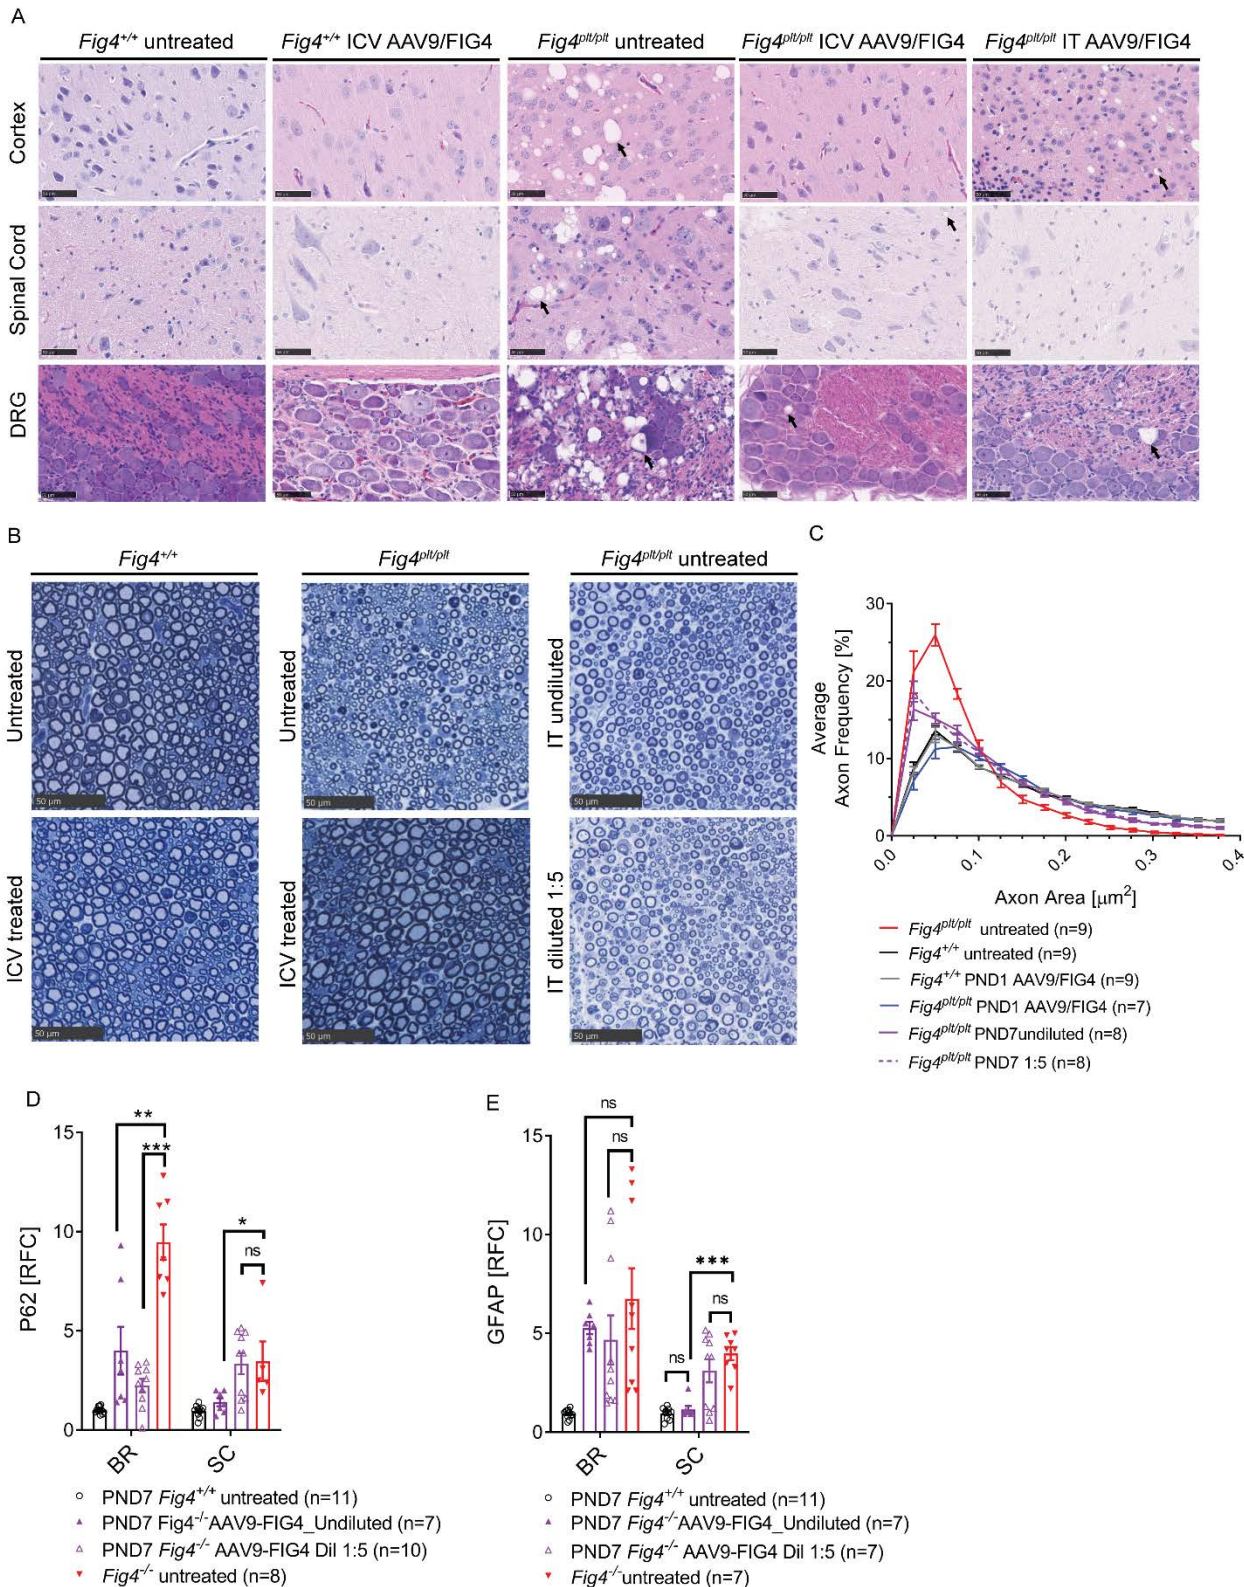 A
Fig4+/+ untreated
Fig4+/+ ICV AAV9/FIG4
Fig4plt/plt untreated
Fig4plt/plt ICV AAV9/FIG4
Fig4plt/plt IT AAV9/FIG4
Cortex
Spinal Cord
DRG
B
Fig4+/+
Fig4plt/plt
Fig4plt/plt untreated
Untreated
Untreated
IT undiluted
50 µm
50 µm
50 µm
ICV treated
ICV treated
IT diluted 1:5
50 µm
50 µm
50 µm
C
Average
Axon Frequency [%]
30
20
10
0
0.0
0.1
0.2
0.3
0.4
Axon Area [µm2]
Fig4plt/plt untreated (n=9)
Fig4+/+ untreated (n=9)
Fig4+/+ PND1 AAV9/FIG4 (n=9)
Fig4plt/plt PND1 AAV9/FIG4 (n=7)
Fig4plt/plt PND7undiluted (n=8)
Fig4plt/plt PND7 1:5 (n=8)
D
P62 [RFC]
15
10
5
0
**
***
*
ns
BR
SC
PND7 Fig4+/+ untreated (n=11)
PND7 Fig4-/-AAV9-FIG4_Undiluted (n=7)
PND7 Fig4-/- AAV9-FIG4 Dil 1:5 (n=10)
Fig4-/- untreated (n=8)
E
GFAP [RFC]
15
10
5
0
ns
ns
***
ns
ns
BR
SC
PND7 Fig4+/+ untreated (n=11)
PND7 Fig4-/-AAV9-FIG4_Undiluted (n=7)
PND7 Fig4-/- AAV9-FIG4 Dil 1:5 (n=7)
Fig4-/-untreated (n=7)